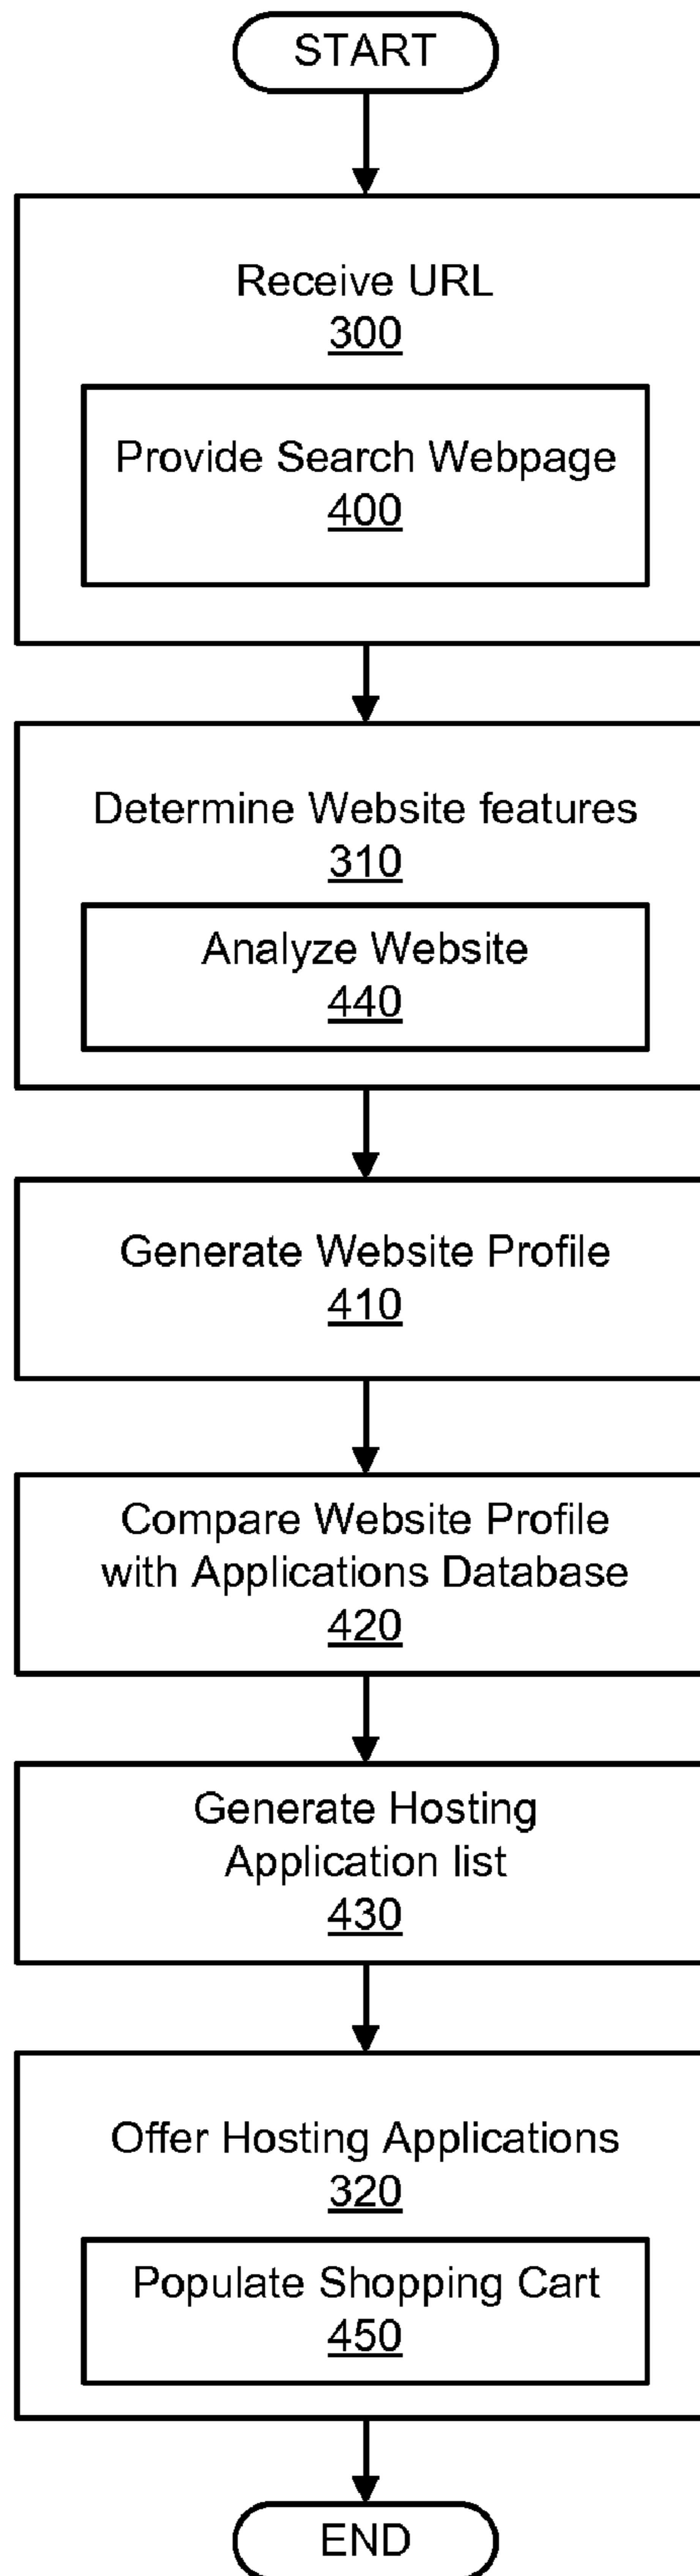 START
Receive URL
300
Provide Search Webpage
400
Determine Website features
310
Analyze Website
440
Generate Website Profile
410
Compare Website Profile
with Applications Database
420
Generate Hosting
Application list
430
Offer Hosting Applications
320
Populate Shopping Cart
450
END